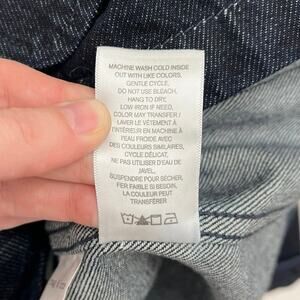 MACHINE WASH COLD INSIDE
OUT WITH LIKE COLORS,
GENTLE CYCLE,
DO NOT USE BLEACH,
HANG TO DRY,
LOW IRON IF NEED,
COLOR MAY TRANSFER /
LAVER LE VÊTEMENT À
L'INTÉRIEUR EN MACHINE À
L'EAU FROIDE AVEC
DES COULEURS SIMILAIRES,
CYCLE DÉLICAT,
NE PAS UTILISER D'EAU DE
JAVEL,
SUSPENDRE POUR SÉCHER,
FER FAIBLE SI BESOIN,
LA COULEUR PEUT
TRANSFÉRER